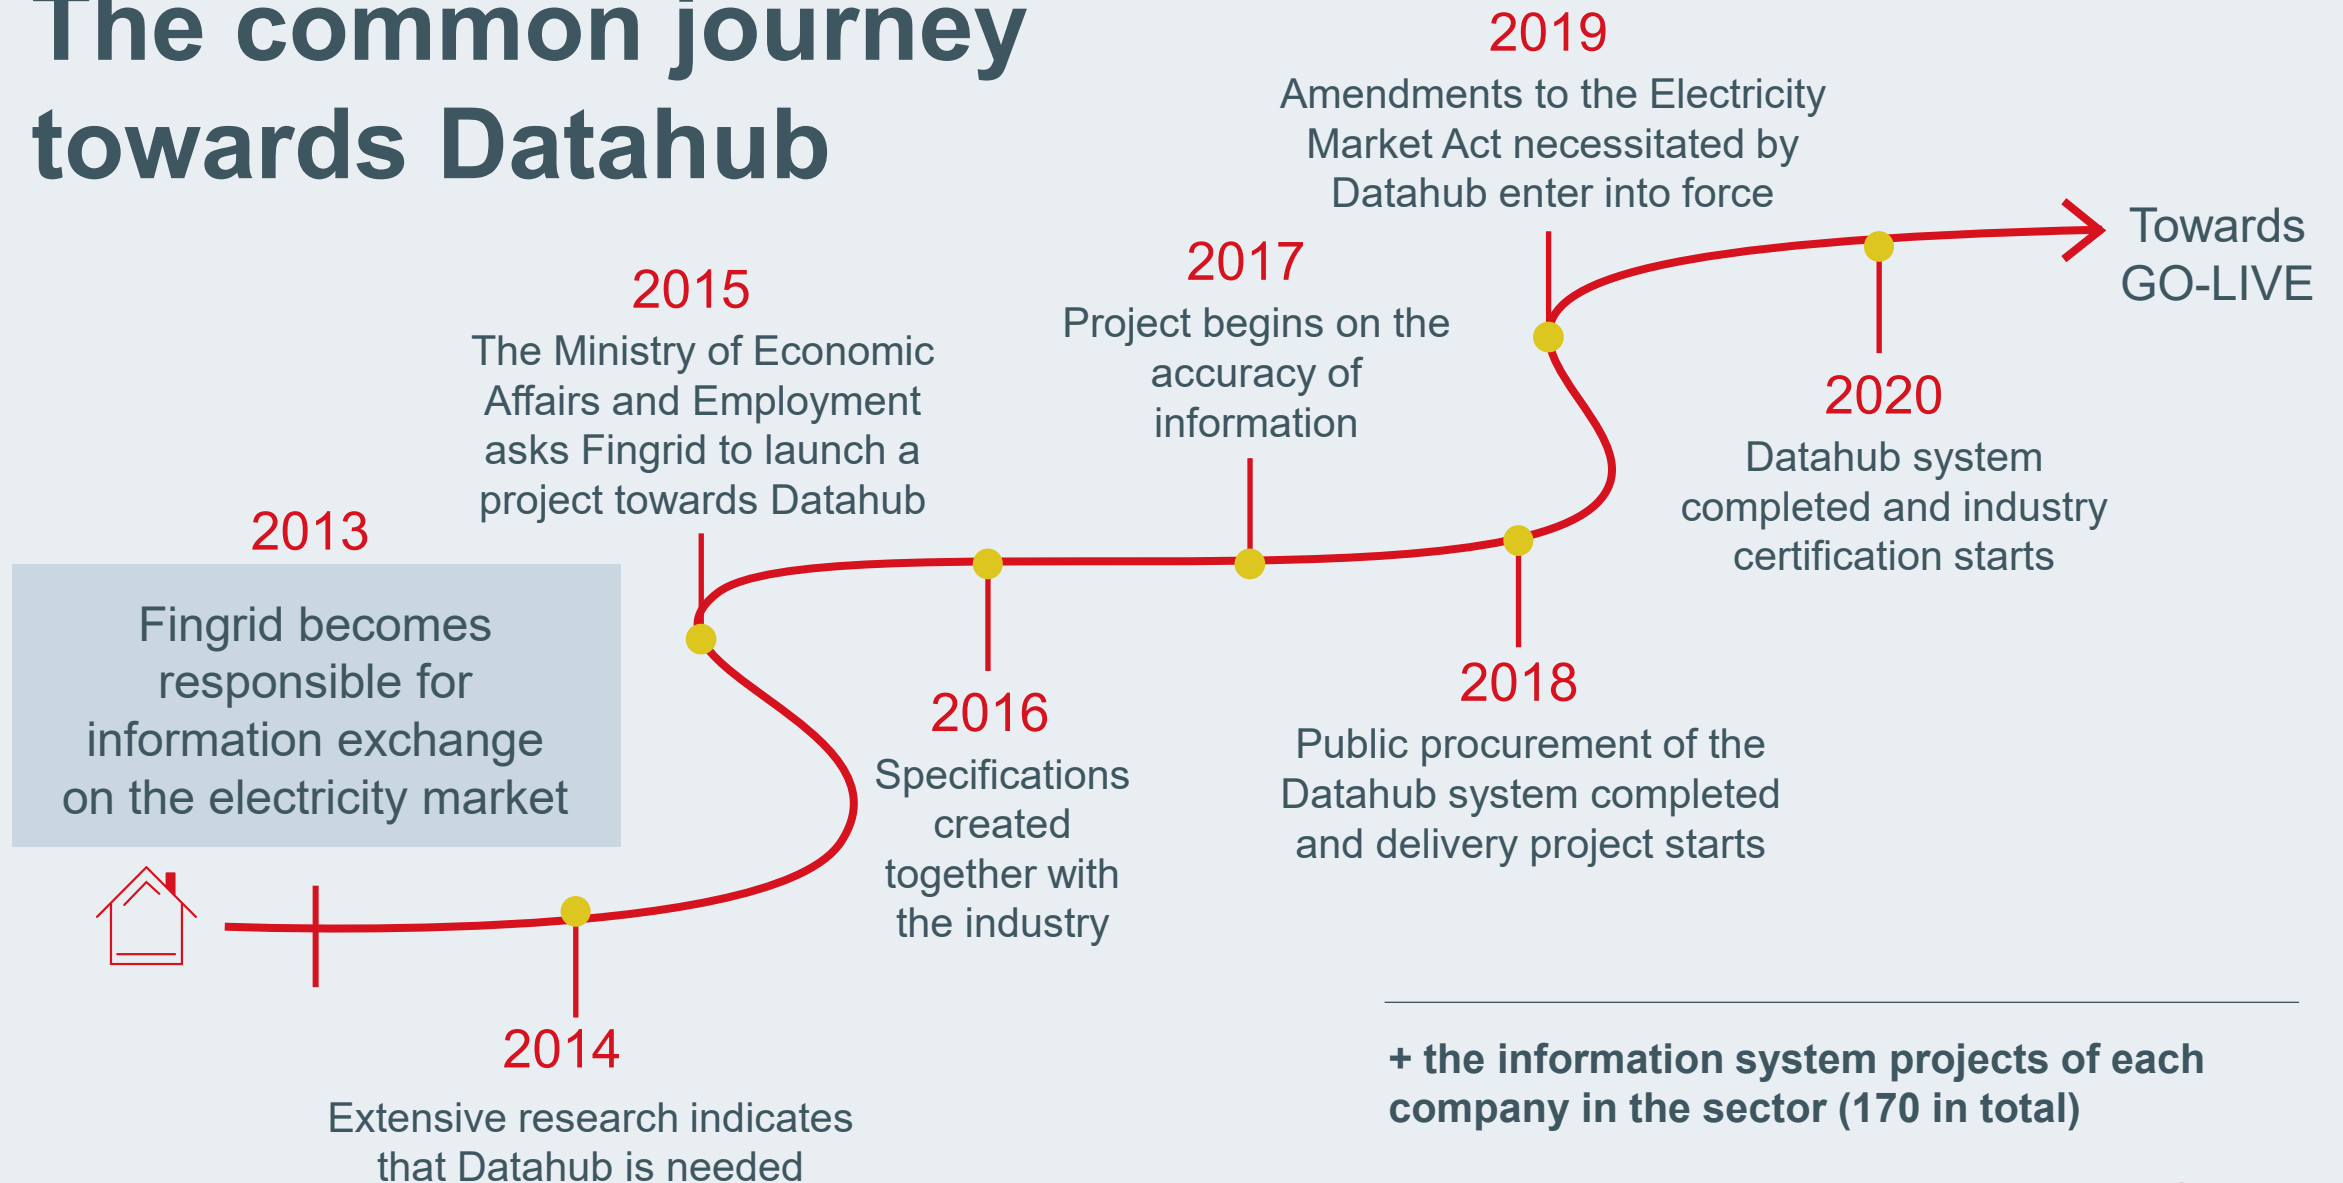 The common journey
towards Datahub
2013
Fingrid becomes
responsible for
information exchange
on the electricity market
2014
Extensive research indicates
that Datahub is needed
2015
The Ministry of Economic
Affairs and Employment
asks Fingrid to launch a
project towards Datahub
2016
Specifications
created
together with
the industry
2017
Project begins on the
accuracy of
information
2018
Public procurement of the
Datahub system completed
and delivery project starts
2019
Amendments to the Electricity
Market Act necessitated by
Datahub enter into force
2020
Datahub system
completed and industry
certification starts
Towards
GO-LIVE
+ the information system projects of each
company in the sector (170 in total)